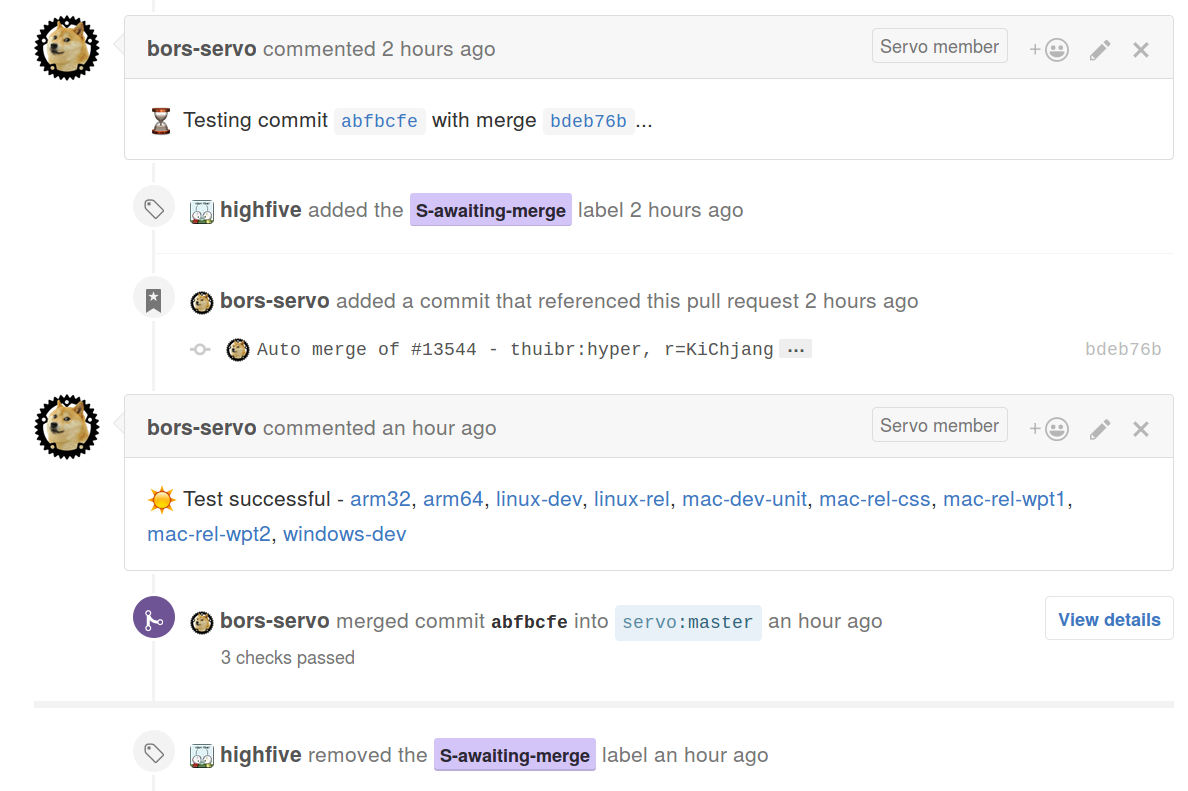 bors-servo commented 2 hours ago Servo member +
Testing commit abfbcfe with merge bdeb76b...
highfive added the S-awaiting-merge label 2 hours ago
bors-servo added a commit that referenced this pull request 2 hours ago
Auto merge of #13544 - thuibr:hyper, r=KiChjang ... bdeb76b
bors-servo commented an hour ago Servo member +
Test successful - arm32, arm64, linux-dev, linux-rel, mac-dev-unit, mac-rel-css, mac-rel-wpt1,
mac-rel-wpt2, windows-dev
bors-servo merged commit abfbcfe into servo:master an hour ago View details
3 checks passed
highfive removed the S-awaiting-merge label an hour ago